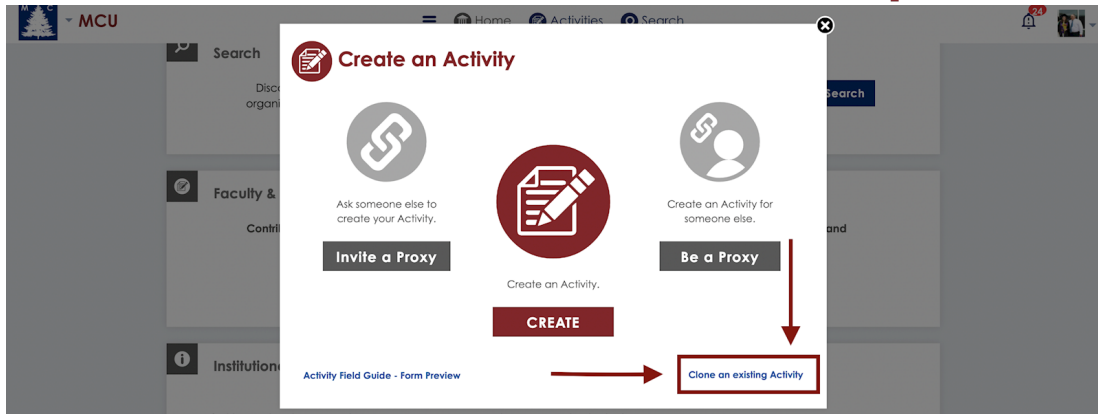 M C
MCU
Home
Activities
Search
24
Search
Create an Activity
Disc
organi
Search
Ask someone else to
create your Activity.
Create an Activity for
someone else.
Faculty &
Contri
and
Invite a Proxy
Be a Proxy
Create an Activity.
CREATE
Institution
Activity Field Guide - Form Preview
Clone an existing Activity